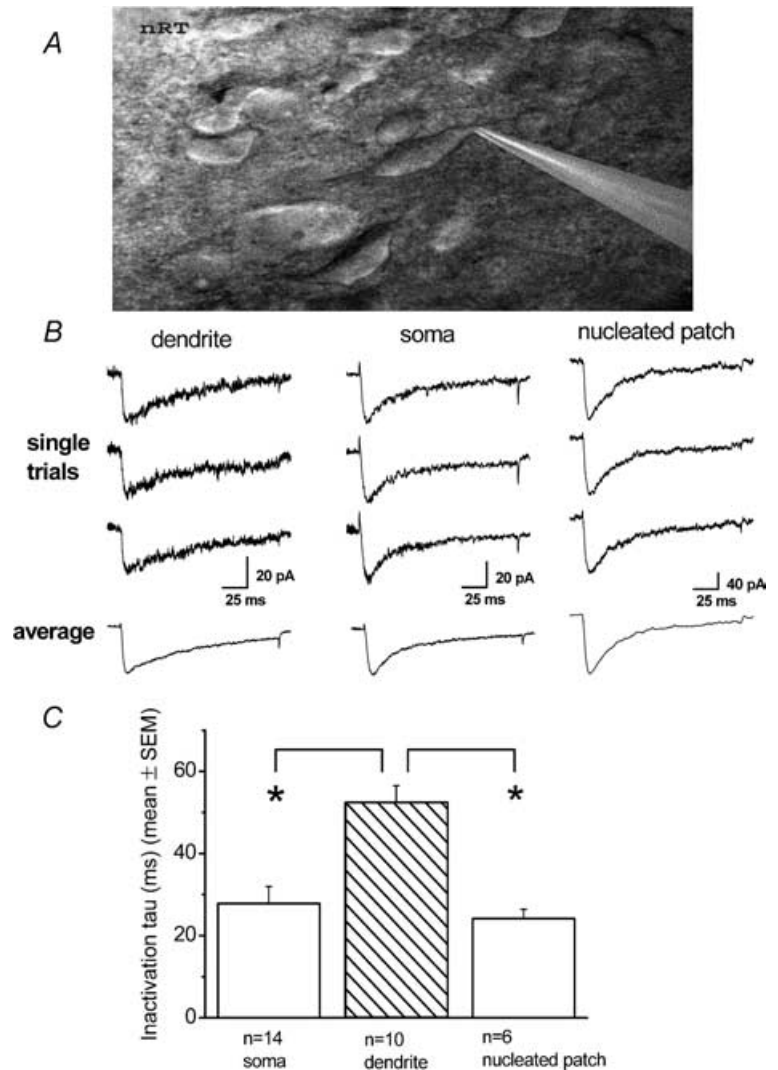 A
nRT
B
dendrite
soma
nucleated patch
single
trials
20 pA
25 ms
20 pA
25 ms
40 pA
25 ms
average
C
Inactivation tau (ms) (mean ± SEM)
60
40
20
0
*
*
n=14
soma
n=10
dendrite
n=6
nucleated patch